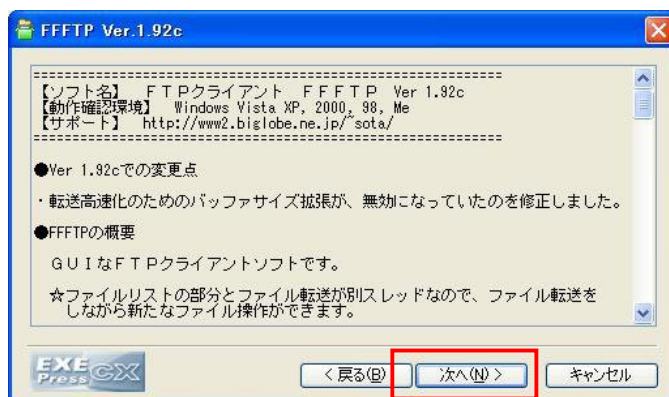 FFFTP Ver.1.92c
==============================================================
【ソフト名】 FTPクライアント FFFTP Ver 1.92c
【動作確認環境】 Windows Vista XP, 2000, 98, Me
【サポート】 http://www2.biglobe.ne.jp/~sota/
==============================================================
●Ver 1.92cでの変更点
・転送高速化のためのバッファサイズ拡張が、無効になっていたのを修正しました。
●FFFTPの概要
GUIなFTPクライアントソフトです。
☆ファイルリストの部分とファイル転送が別スレッドなので、ファイル転送を
しながら新たなファイル操作ができます。
EXE
Press CX
< 戻る(B)
次へ(N) >
キャンセル